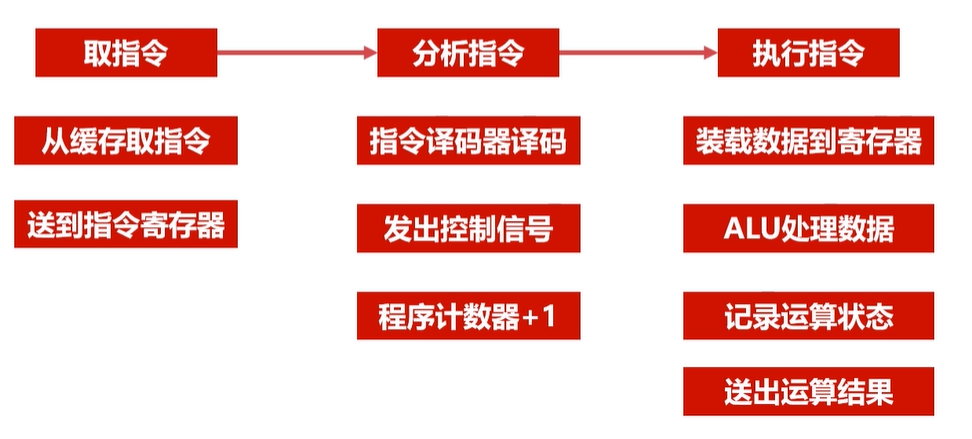 取指令
分析指令
执行指令
从缓存取指令
指令译码器译码
装载数据到寄存器
送到指令寄存器
发出控制信号
ALU处理数据
程序计数器+1
记录运算状态
送出运算结果